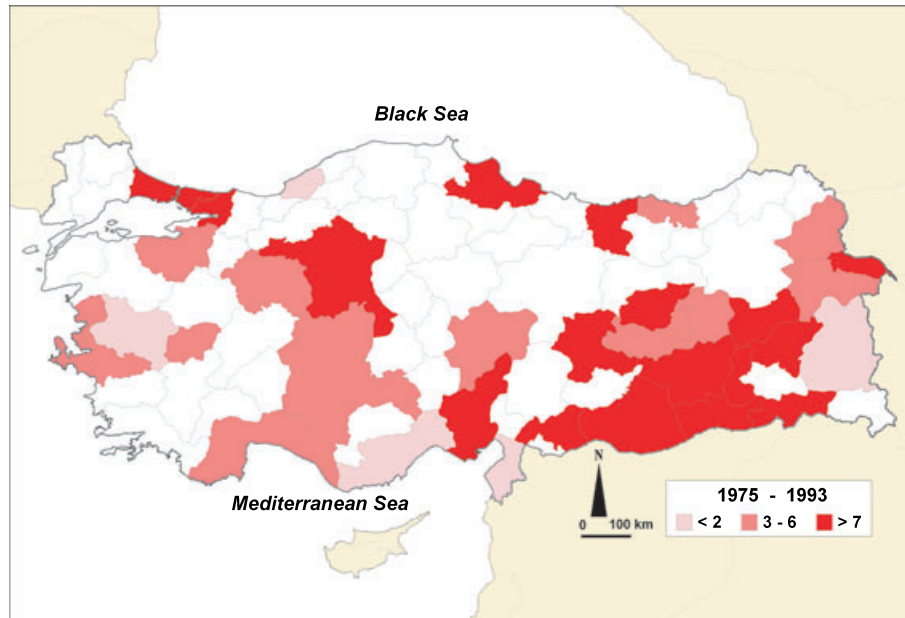 Black Sea
Mediterranean Sea
N
0 100 km
1975 - 1993
< 2 3 - 6 > 7